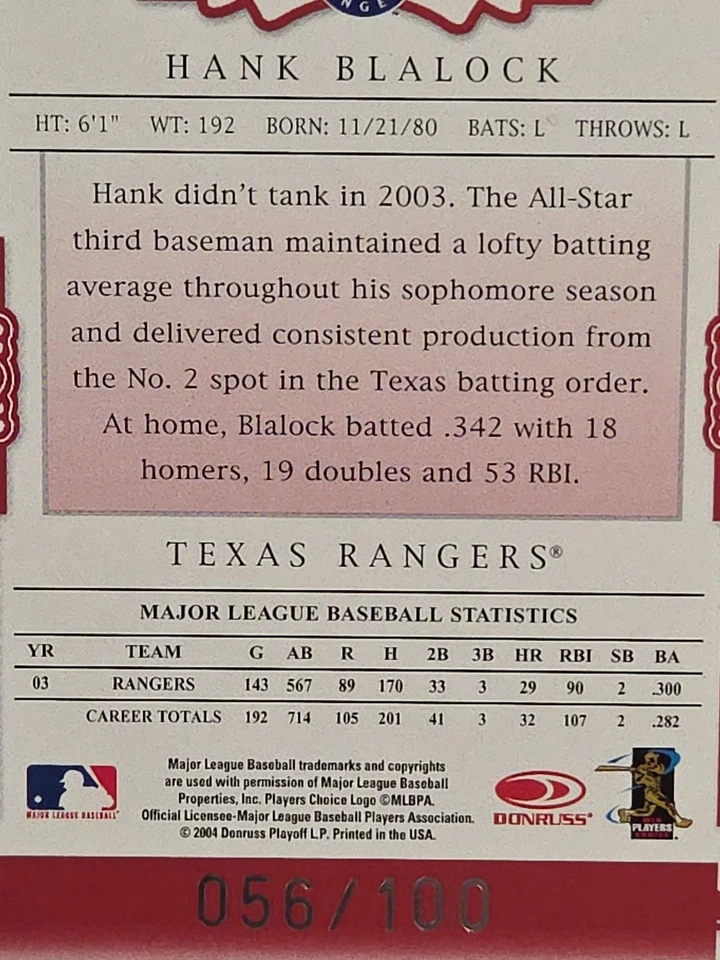 NGE
HANK BLALOCK
HT: 6'1" WT: 192 BORN: 11/21/80 BATS: L THROWS: L
Hank didn't tank in 2003. The All-Star
third baseman maintained a lofty batting
average throughout his sophomore season
and delivered consistent production from
the No. 2 spot in the Texas batting order.
At home, Blalock batted .342 with 18
homers, 19 doubles and 53 RBI.
TEXAS RANGERS®
MAJOR LEAGUE BASEBALL STATISTICS
YR TEAM G AB R H 2B 3B HR RBI SB BA
03 RANGERS 143 567 89 170 33 3 29 90 2 .300
CAREER TOTALS 192 714 105 201 41 3 32 107 2 .282
Major League Baseball trademarks and copyrights
are used with permission of Major League Baseball
Properties, Inc. Players Choice Logo ©MLBPA.
Official Licensee-Major League Baseball Players Association.
© 2004 Donruss Playoff L.P. Printed in the USA.
MAJOR LEAGUE BASEBALL
DONRUSS
PLAYERS
056/100